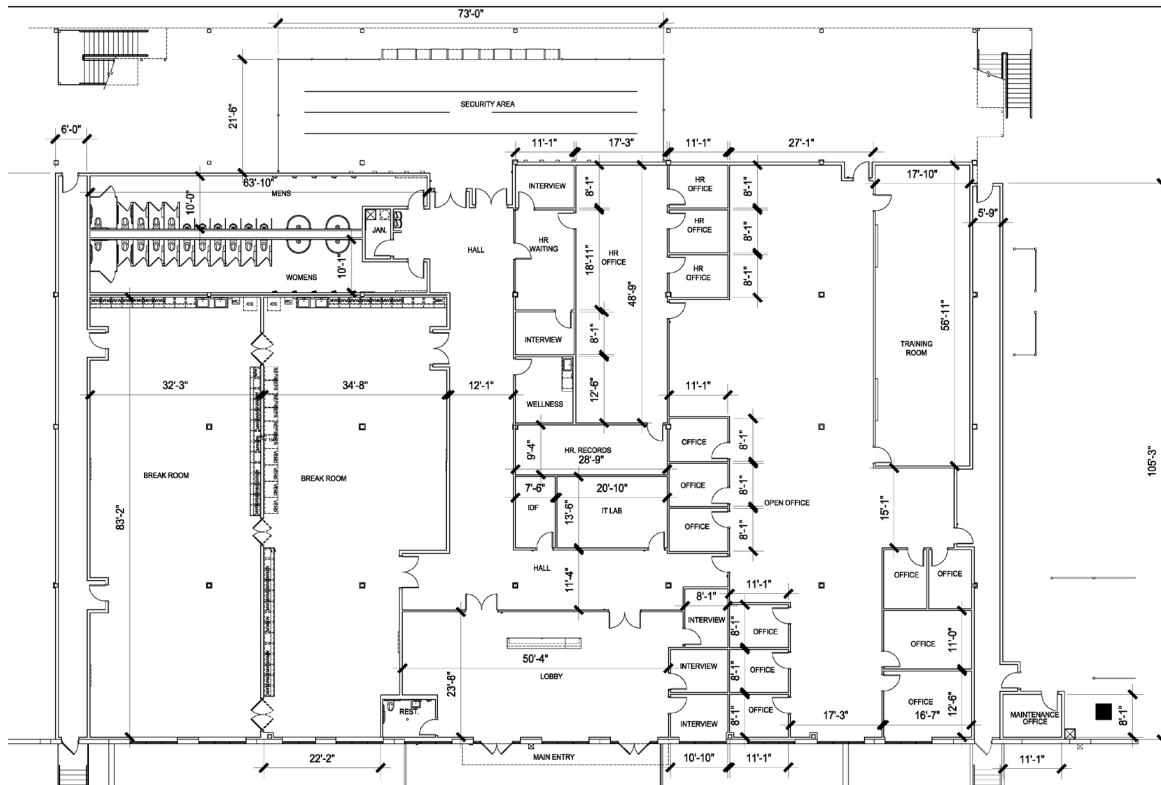 73'-0"
SECURITY AREA
21'-6"
6'-0"
11'-1"
17'-3"
11'-1"
27'-1"
63'-10"
MENS
10'-0"
INTERVIEW
8'-1"
HR
OFFICE
8'-1"
17'-10"
5'-9"
JAN.
HALL
HR
WAITING
18'-11"
HR
OFFICE
HR
OFFICE
8'-1"
WOMENS
10'-1"
48'-9"
HR
OFFICE
8'-1"
INTERVIEW
8'-1"
56'-11"
TRAINING
ROOM
32'-3"
34'-8"
12'-1"
WELLNESS
12'-6"
11'-1"
OFFICE
8'-1"
9'-4"
HR. RECORDS
28'-9"
BREAK ROOM
BREAK ROOM
83'-2"
105'-3"
7'-6"
20'-10"
OFFICE
8'-1"
OPEN OFFICE
15'-1"
IDF
13'-6"
IT LAB
OFFICE
8'-1"
HALL
11'-4"
OFFICE
OFFICE
8'-1"
11'-1"
INTERVIEW
8'-1"
OFFICE
OFFICE
11'-0"
50'-4"
LOBBY
23'-8"
INTERVIEW
8'-1"
OFFICE
REST.
INTERVIEW
8'-1"
OFFICE
17'-3"
OFFICE
16'-7"
12'-6"
MAINTENANCE
OFFICE
8'-1"
22'-2"
MAIN ENTRY
10'-10"
11'-1"
11'-1"